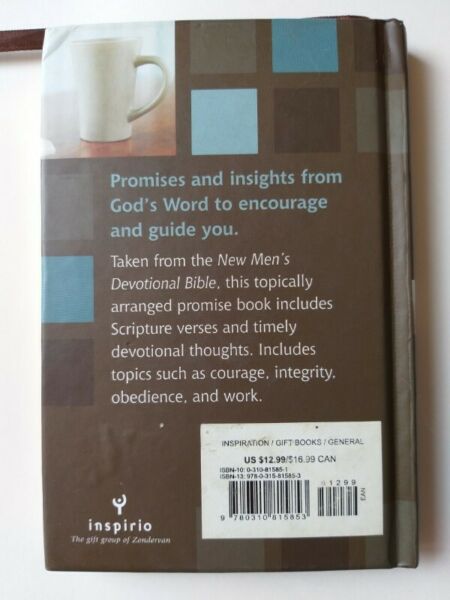 Promises and insights from
God's Word to encourage
and guide you.
Taken from the New Men's
Devotional Bible, this topically
arranged promise book includes
Scripture verses and timely
devotional thoughts. Includes
topics such as courage, integrity,
obedience, and work.
INSPIRATION / GIFT BOOKS / GENERAL
US $12.99/$16.99 CAN
ISBN-10: 0-310-81585-1
ISBN-13: 978-0-315-81585-3
01299
EAN
9 780310 815853
inspirio
The gift group of Zondervan